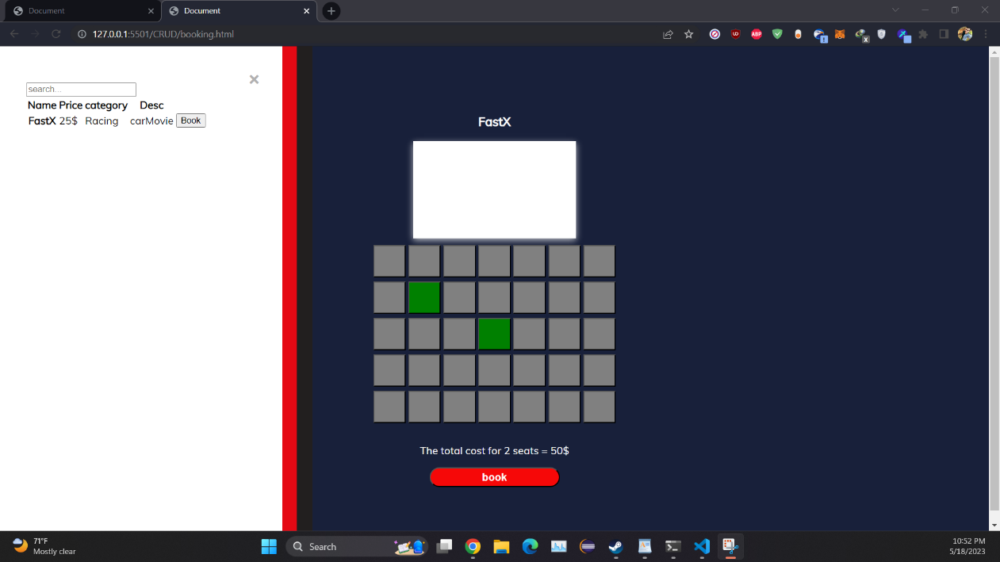 Document
Document
127.0.0.1:5501/CRUD/booking.html
UD
ABP
search...
Name Price category Desc
FastX 25$ Racing carMovie Book
FastX
The total cost for 2 seats = 50$
book
71°F
Mostly clear
Search
10:52 PM
5/18/2023